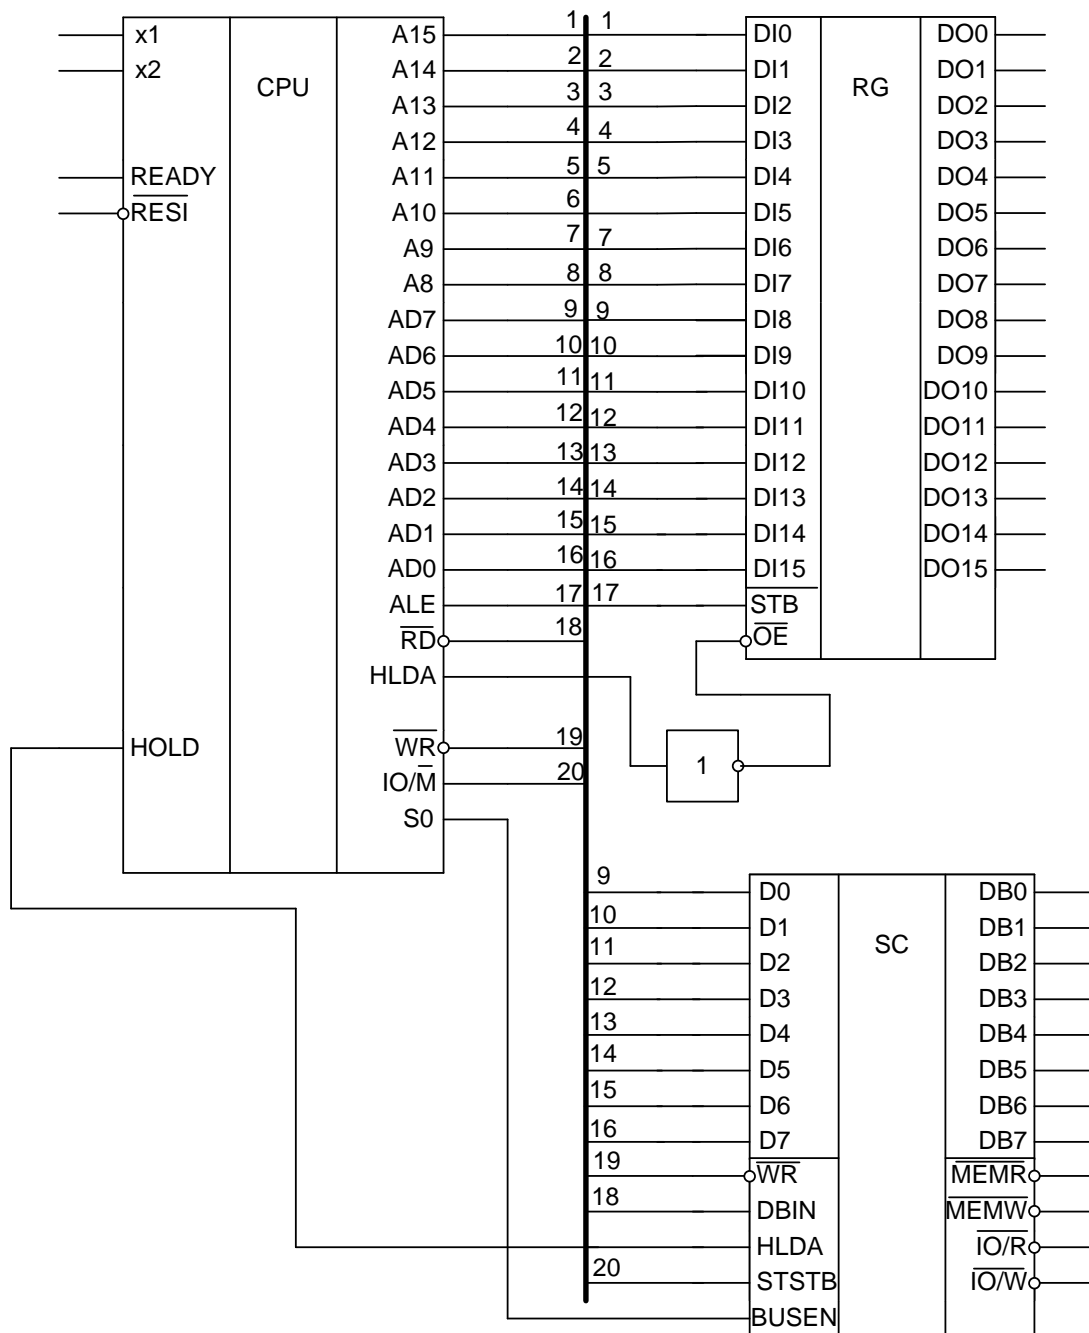 x1 A15 1 1 DI0 DO0
x2 A14 2 2 DI1 DO1
CPU RG
A13 3 3 DI2 DO2
A12 4 4 DI3 DO3
READY A11 5 5 DI4 DO4
RESI A10 6 DI5 DO5
A9 7 7 DI6 DO6
A8 8 8 DI7 DO7
AD7 9 9 DI8 DO8
AD6 10 10 DI9 DO9
AD5 11 11 DI10 DO10
AD4 12 12 DI11 DO11
AD3 13 13 DI12 DO12
AD2 14 14 DI13 DO13
AD1 15 15 DI14 DO14
AD0 16 16 DI15 DO15
ALE 17 17 STB
RD 18 OE
HLDA
HOLD WR 19
1
IO/M 20
S0
9 D0 DB0
10 D1 DB1
SC
11 D2 DB2
12 D3 DB3
13 D4 DB4
14 D5 DB5
15 D6 DB6
16 D7 DB7
19 WR MEMR
18 DBIN MEMW
HLDA IO/R
20 STSTB IO/W
BUSEN